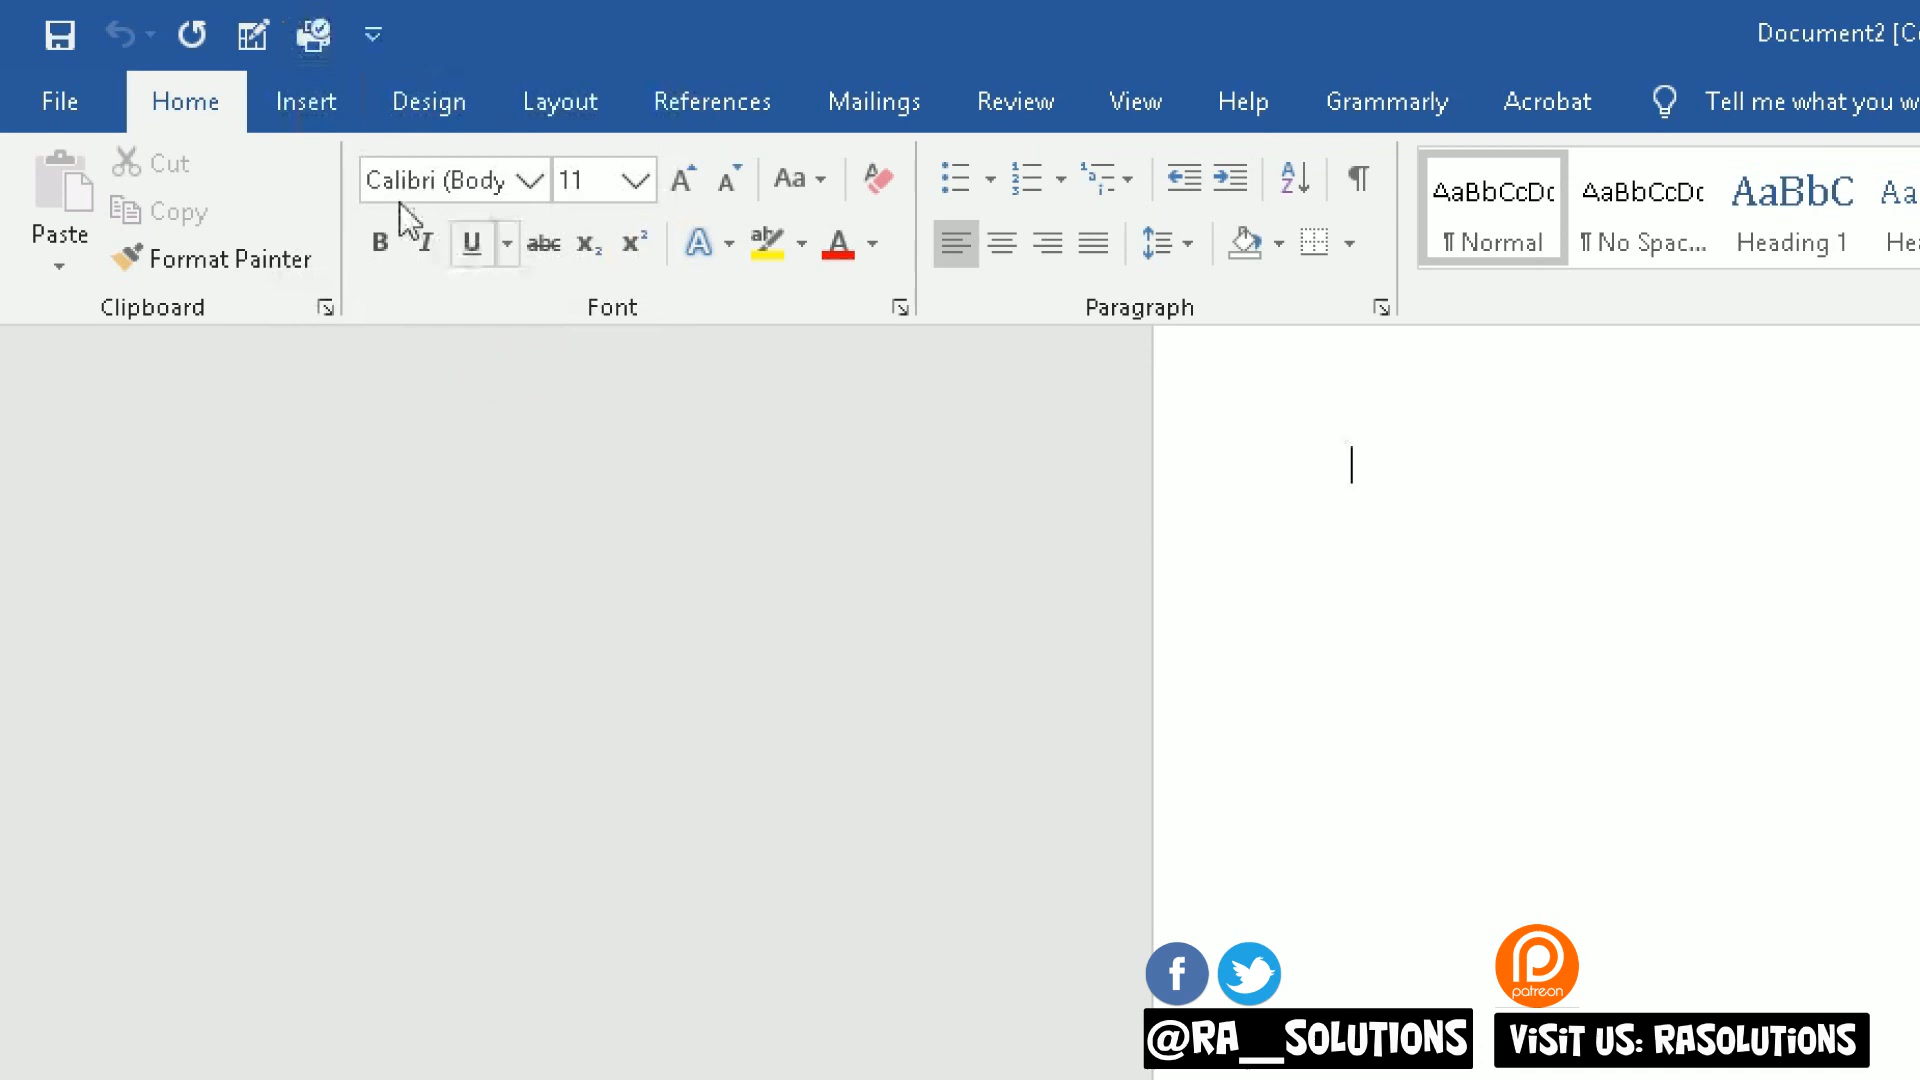 Document2 [C
File Home Insert Design Layout References Mailings Review View Help Grammarly Acrobat Tell me what you w
Paste
Cut
Copy
Format Painter
Clipboard
Calibri (Body 11 A A Aa
B I U abc x₂ x² A ab A
Font
Paragraph
AaBbCcDc AaBbCcDc AaBbC Aa
¶ Normal ¶ No Spac... Heading 1 He
patreon
@RA__SOLUTIONS ViSiT US: RASOLUTiONS